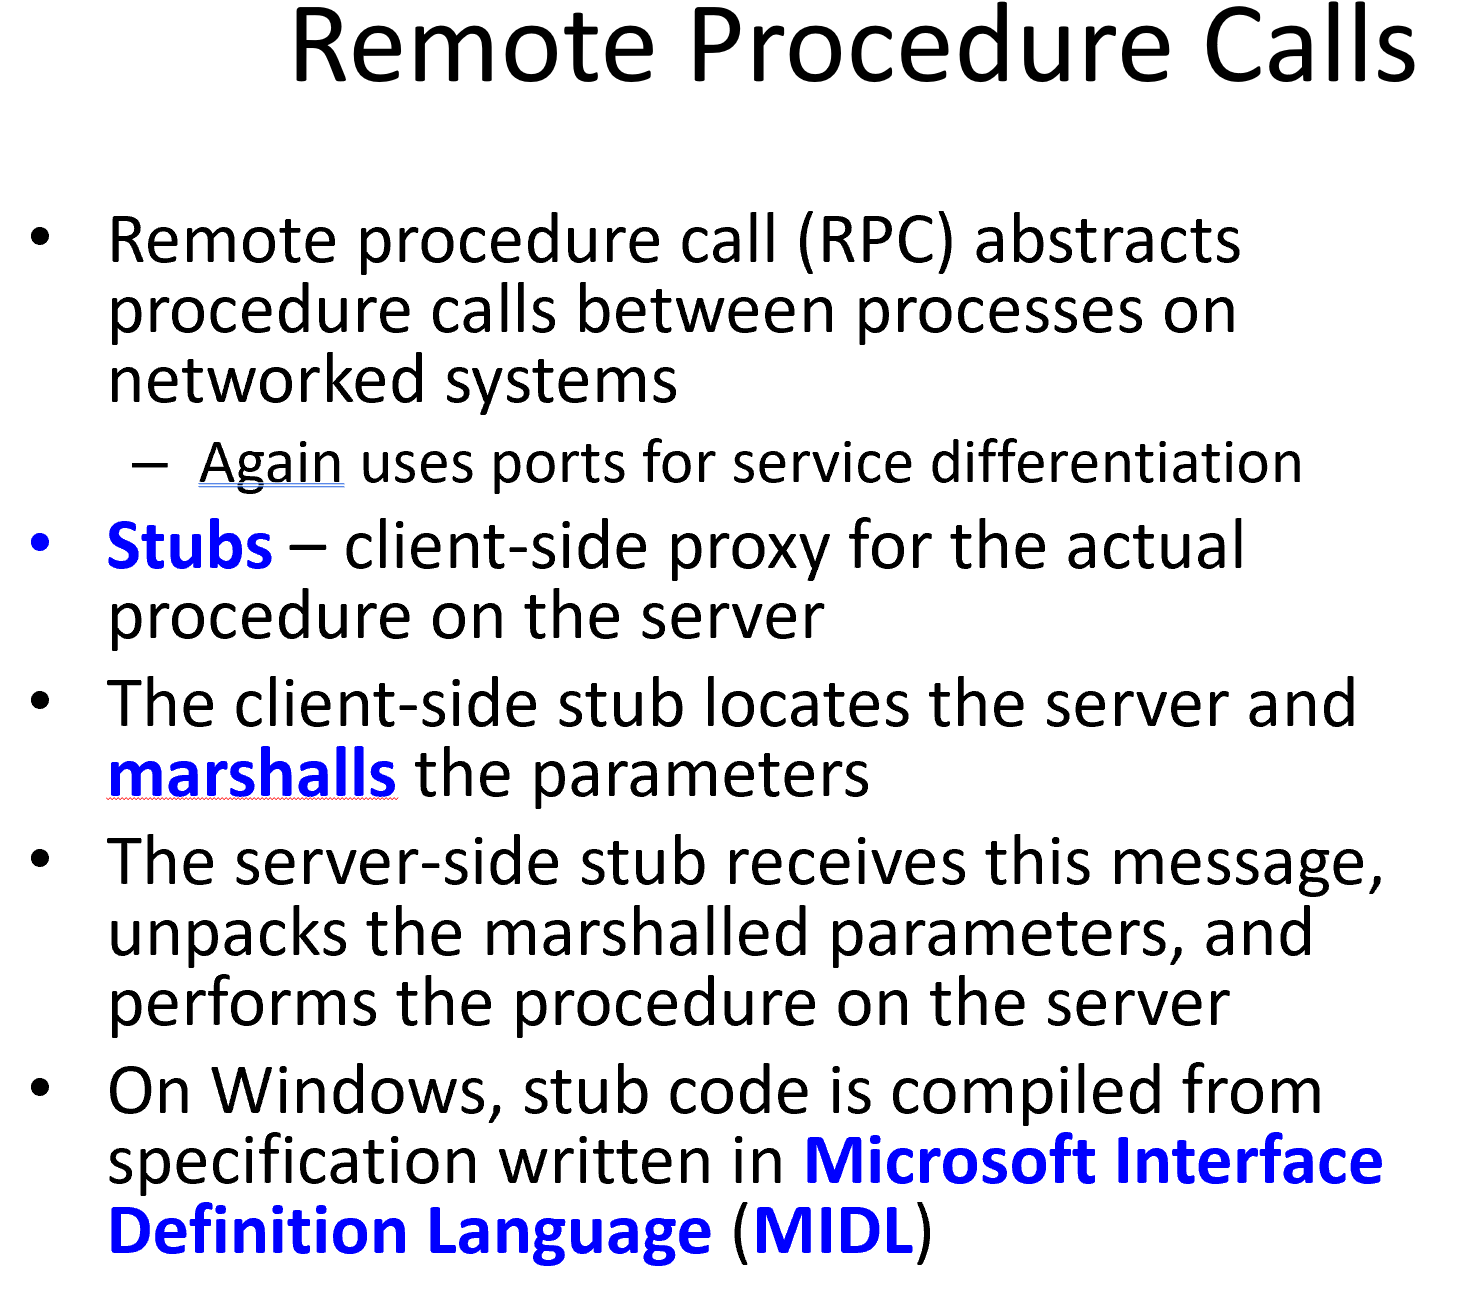 Remote Procedure Calls
• Remote procedure call (RPC) abstracts
procedure calls between processes on
networked systems
– Again uses ports for service differentiation
• Stubs – client-side proxy for the actual
procedure on the server
• The client-side stub locates the server and
marshalls the parameters
• The server-side stub receives this message,
unpacks the marshalled parameters, and
performs the procedure on the server
• On Windows, stub code is compiled from
specification written in Microsoft Interface
Definition Language (MIDL)